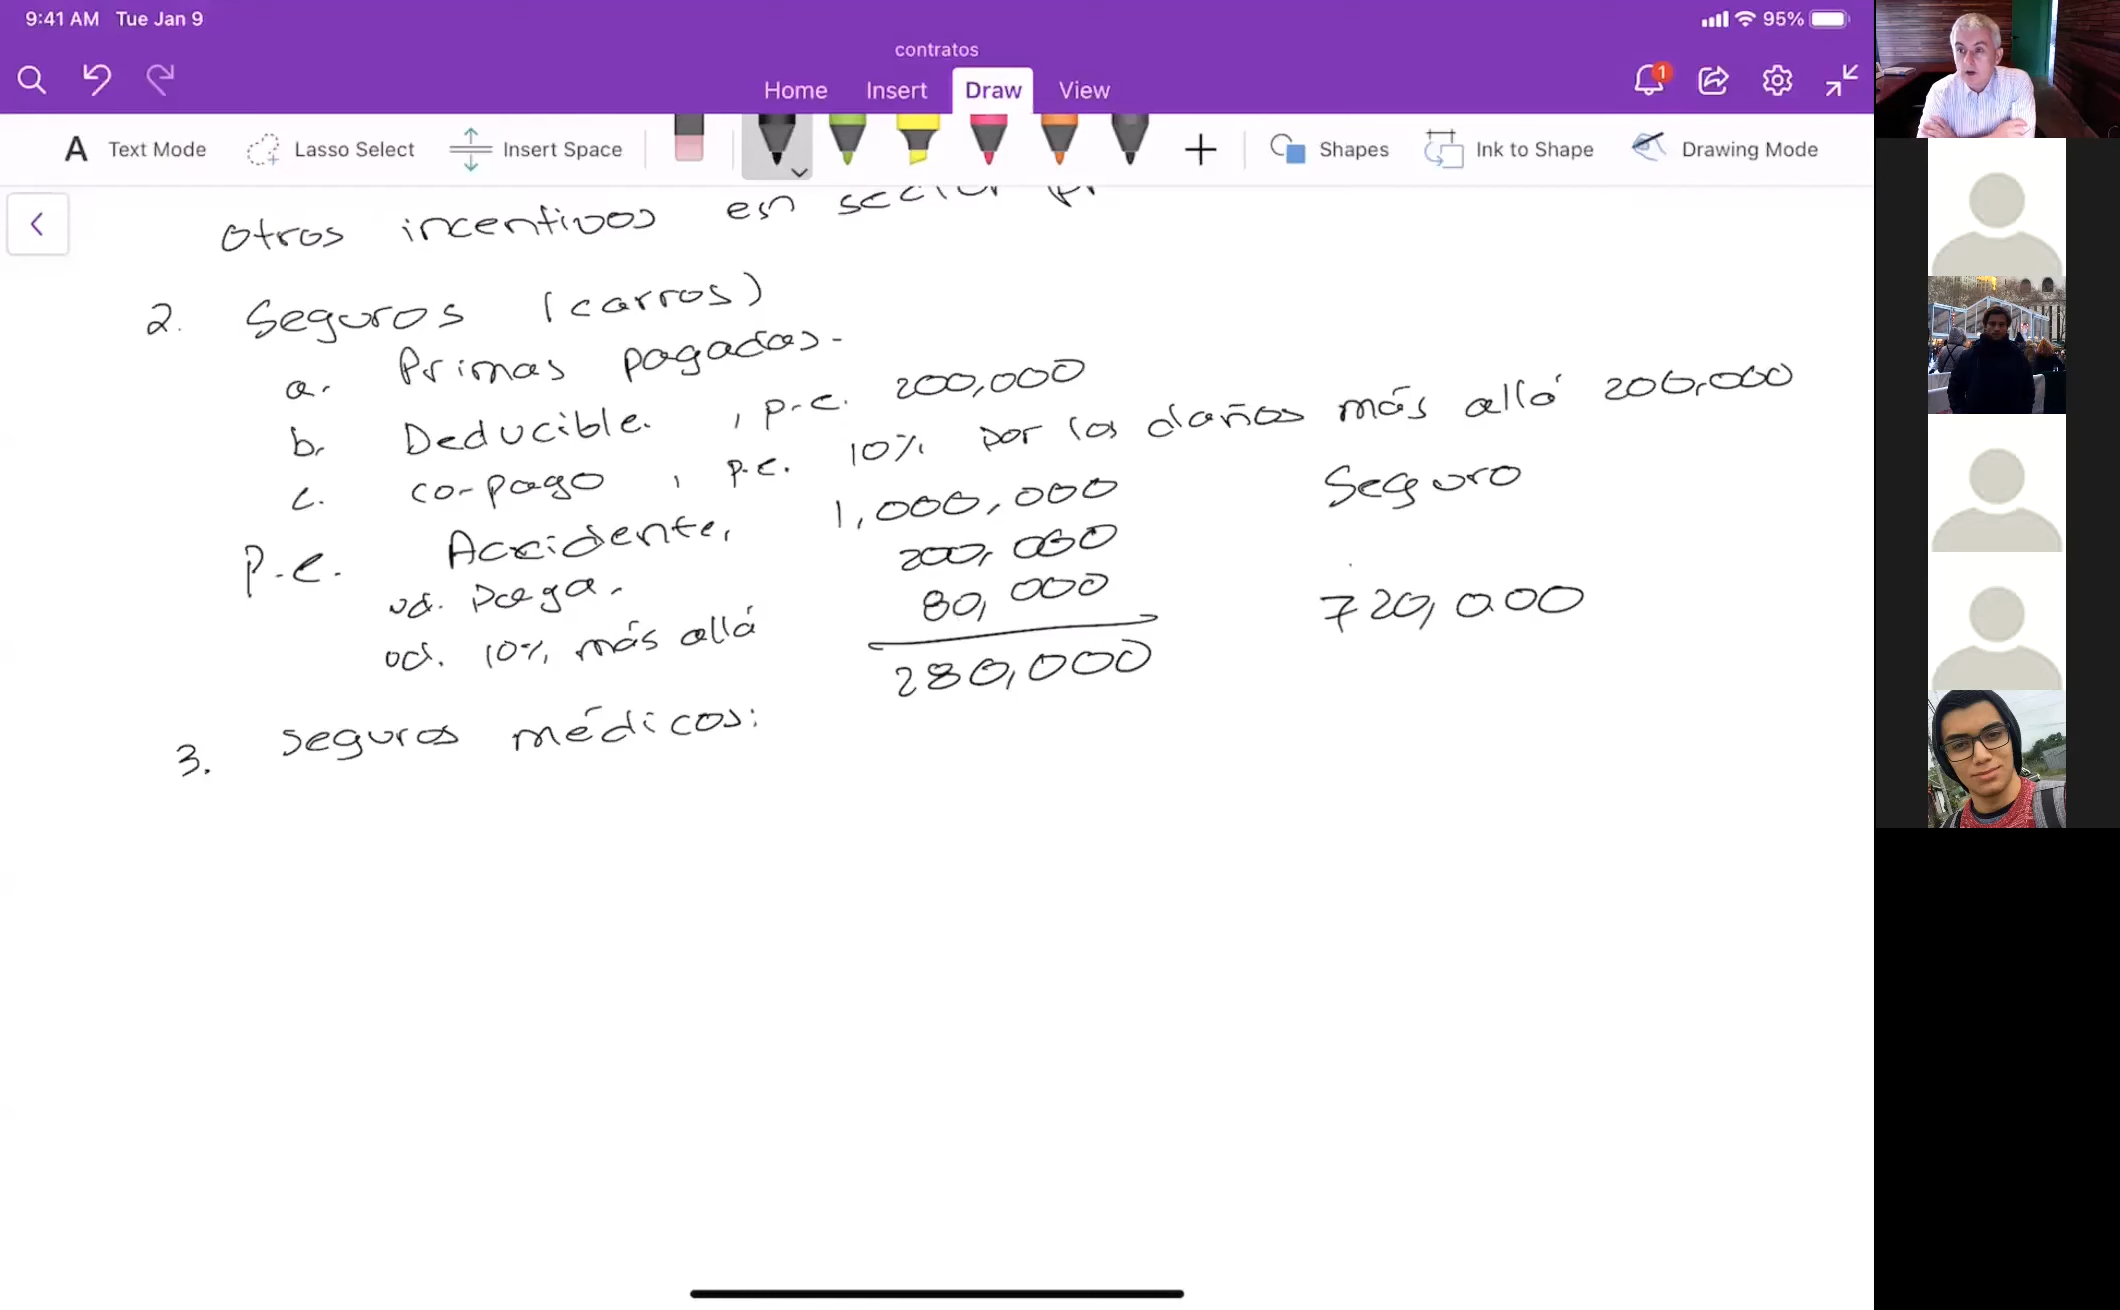 9:41 AM Tue Jan 9
95%
contratos
1
Home Insert Draw View
A Text Mode Lasso Select Insert Space Shapes Ink to Shape Drawing Mode
otros incentivos en sector
2. Seguros (carros)
a. Primas pagadas.
b. Deducible. , p.e. 200,000
c. co-pago , p.e. 10% por los daños más allá 200,000
P.e. Accidente, 1,000,000 Seguro
ud. paga. 200,000
ud. 10% más allá 80,000 720,000
280,000
3. Seguros médicos: